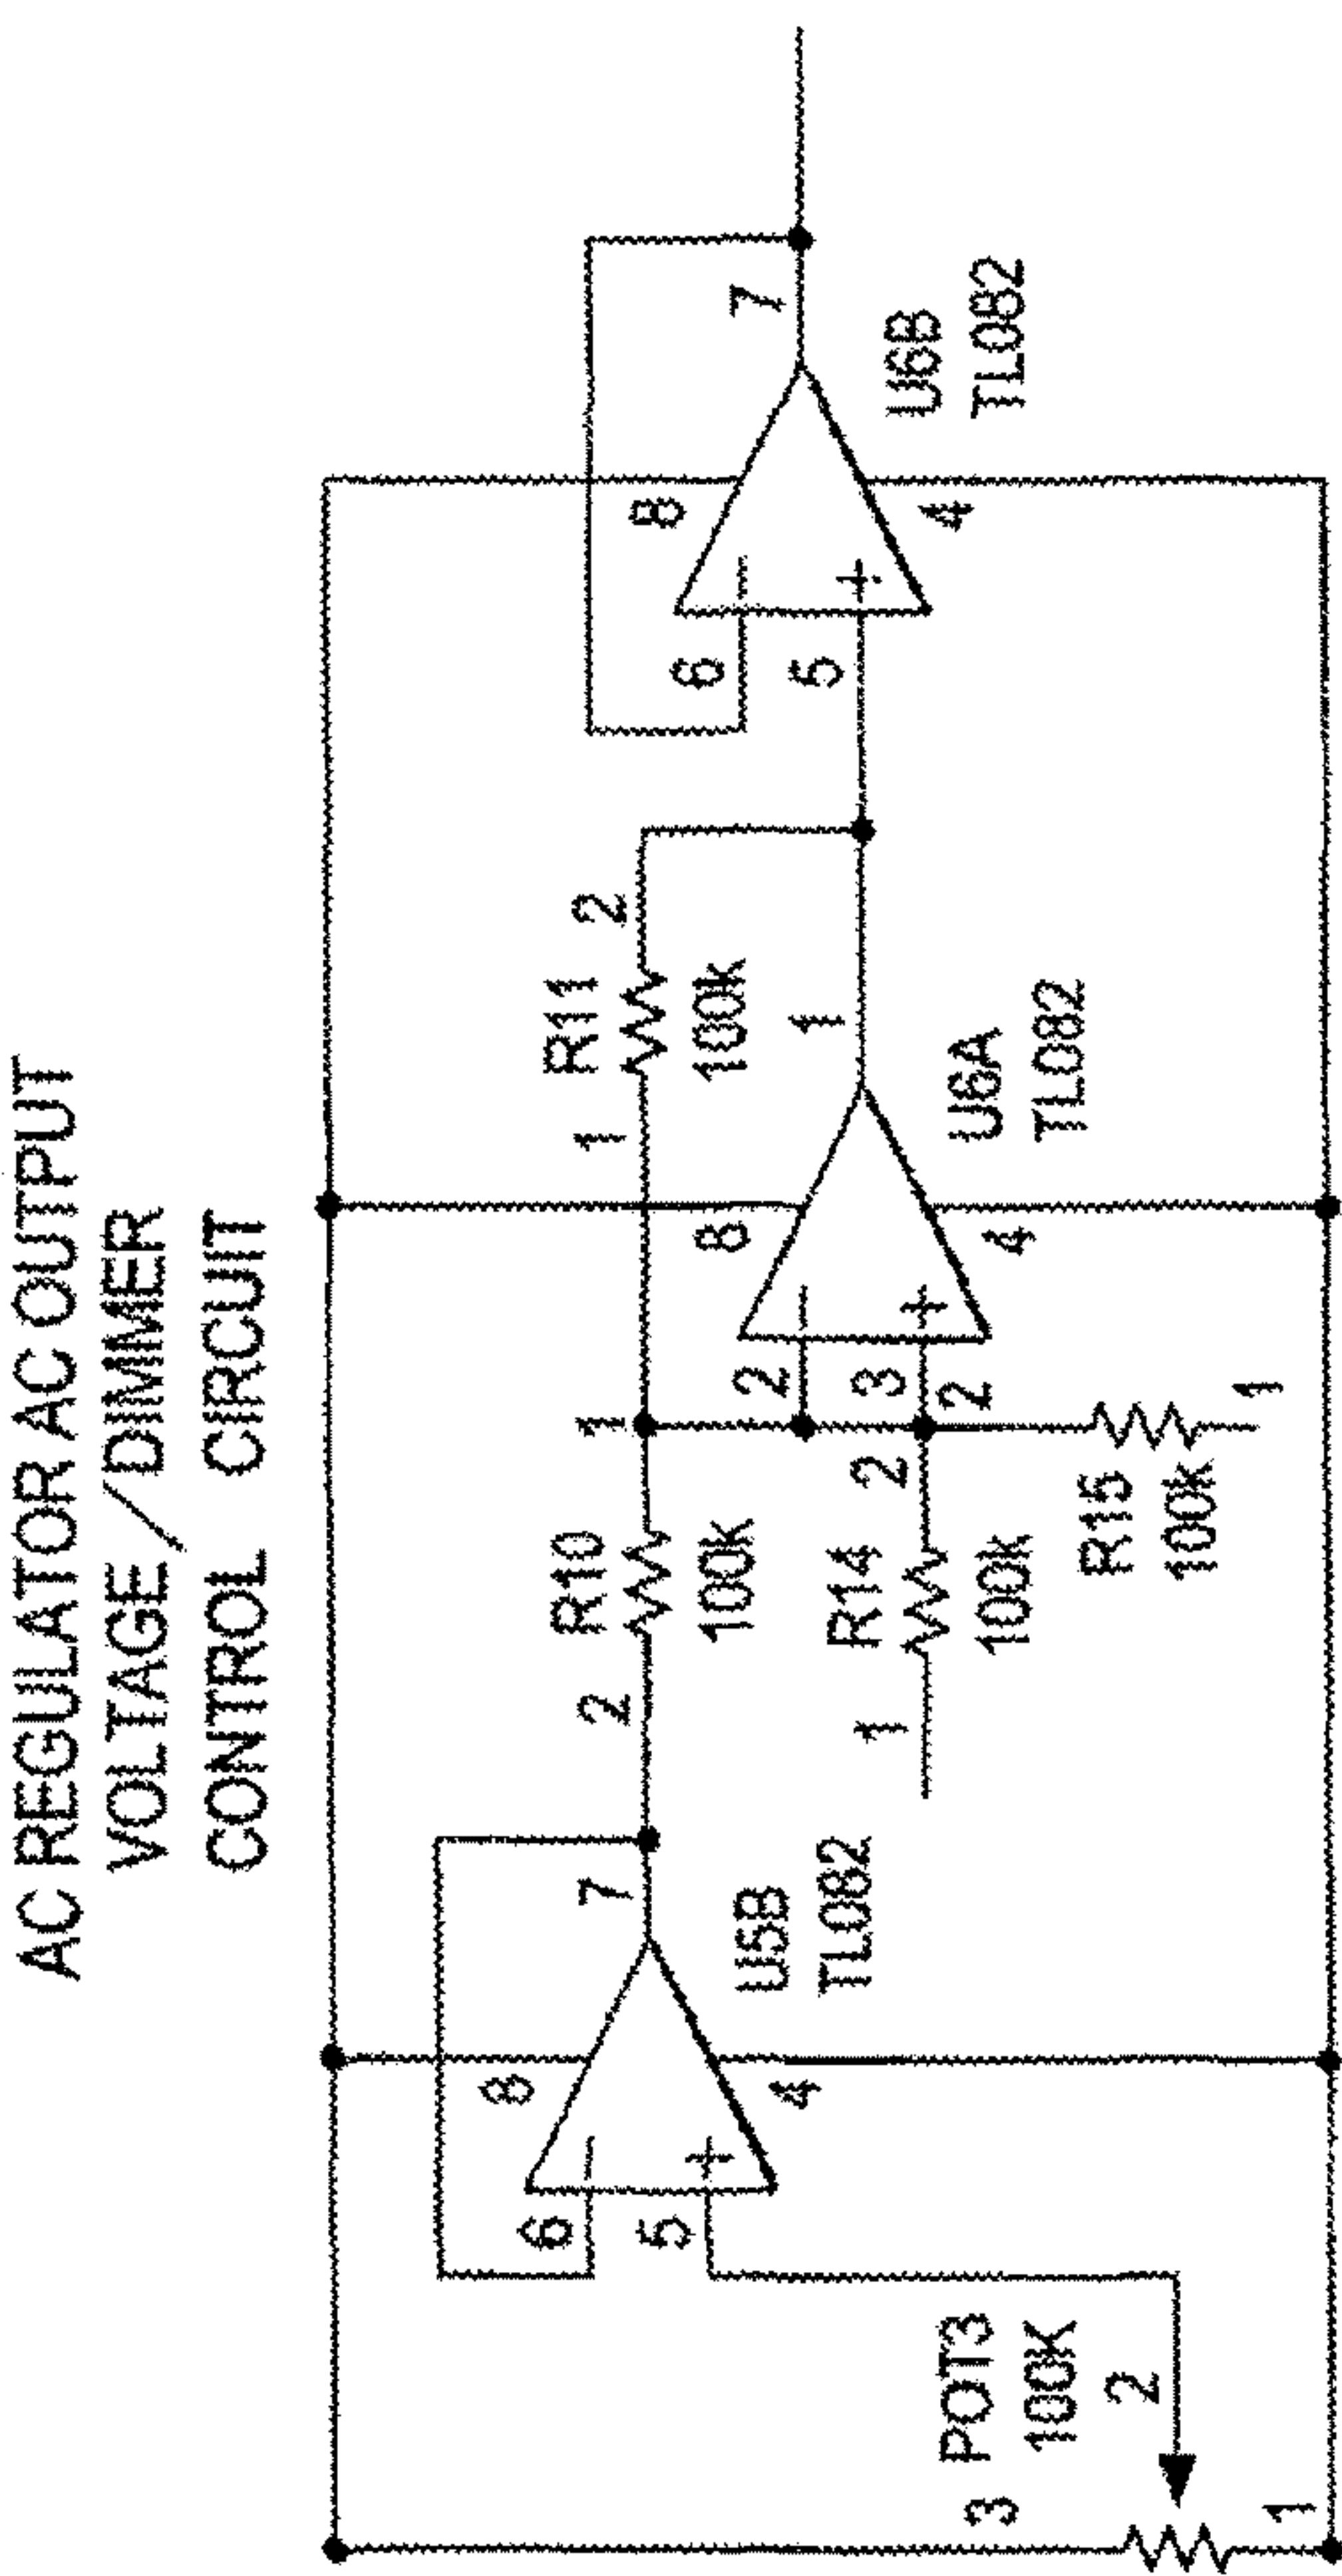 AC REGULATOR AC OUTPUT
VOLTAGE/DIMMER
CONTROL CIRCUIT
3
POT3
100K
2
1
6
5
8
4
7
U5B
TL082
2
R10
100k
1
1
R14
100k
2
2
R15
100k
1
2
3
8
4
1
U6A
TL082
1
R11
100k
2
6
5
8
4
7
U6B
TL082